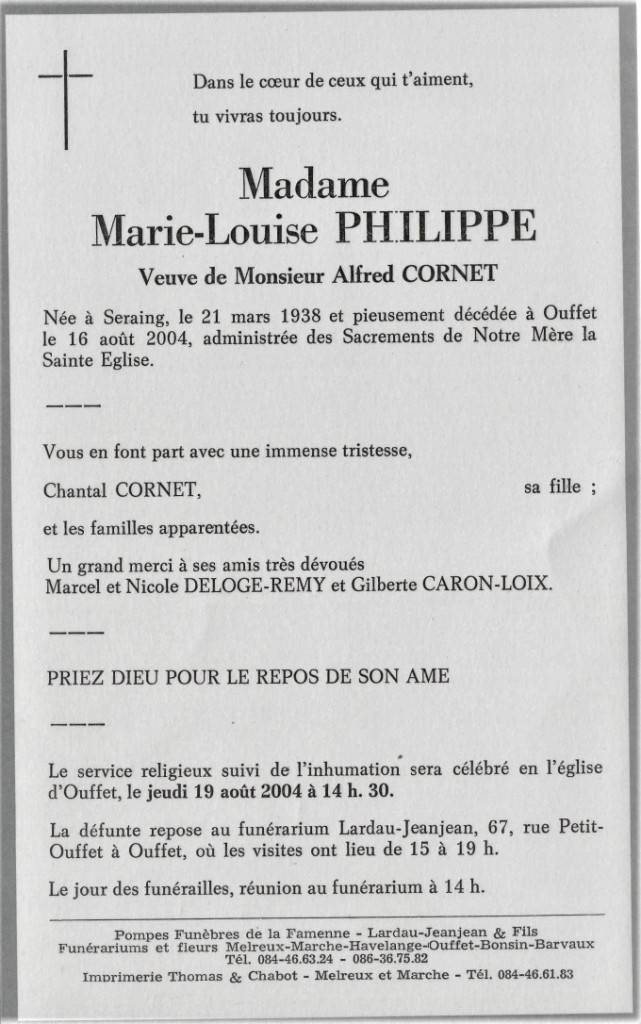 Dans le cœur de ceux qui t'aiment,
tu vivras toujours.
Madame
Marie-Louise PHILIPPE
Veuve de Monsieur Alfred CORNET
Née à Seraing, le 21 mars 1938 et pieusement décédée à Ouffet
le 16 août 2004, administrée des Sacrements de Notre Mère la
Sainte Eglise.
———
Vous en font part avec une immense tristesse,
Chantal CORNET, sa fille ;
et les familles apparentées.
Un grand merci à ses amis très dévoués
Marcel et Nicole DELOGE-REMY et Gilberte CARON-LOIX.
———
PRIEZ DIEU POUR LE REPOS DE SON AME
———
Le service religieux suivi de l'inhumation sera célébré en l'église
d'Ouffet, le jeudi 19 août 2004 à 14 h. 30.
La défunte repose au funérarium Lardau-Jeanjean, 67, rue Petit-
Ouffet à Ouffet, où les visites ont lieu de 15 à 19 h.
Le jour des funérailles, réunion au funérarium à 14 h.
Pompes Funèbres de la Famenne - Lardau-Jeanjean & Fils
Funérariums et fleurs Melreux-Marche-Havelange-Ouffet-Bonsin-Barvaux
Tél. 084-46.63.24 - 086-36.75.82
Imprimerie Thomas & Chabot - Melreux et Marche - Tél. 084-46.61.83